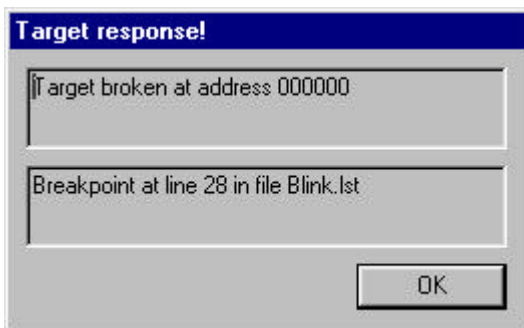 Target response!
Target broken at address 000000
Breakpoint at line 28 in file Blink.lst
OK